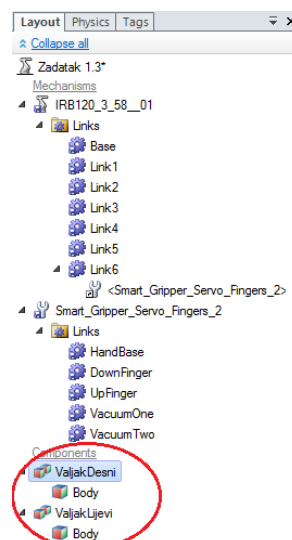 Layout Physics Tags
Collapse all
Zadatak 1.3*
Mechanisms
IRB120_3_58__01
Links
Base
Link1
Link2
Link3
Link4
Link5
Link6
<Smart_Gripper_Servo_Fingers_2>
Smart_Gripper_Servo_Fingers_2
Links
HandBase
DownFinger
UpFinger
VacuumOne
VacuumTwo
Components
ValjakDesni
Body
ValjakLijevi
Body